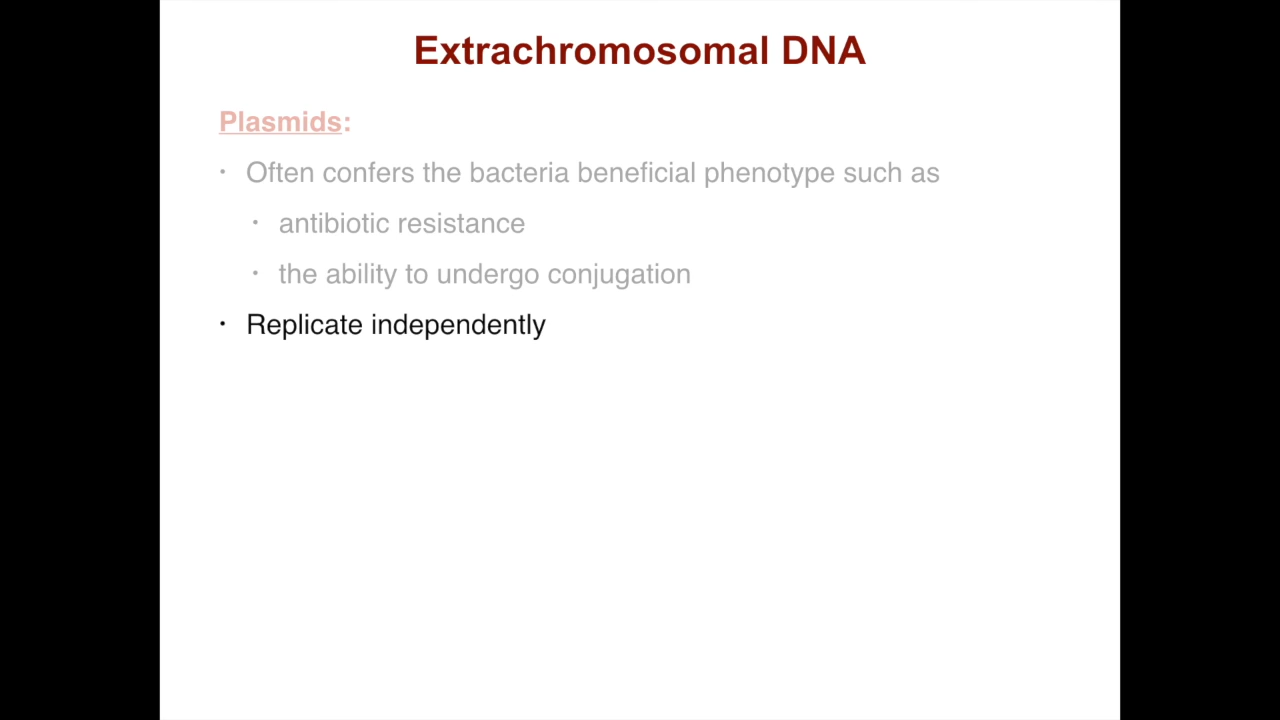 Extrachromosomal DNA
Plasmids:
· Often confers the bacteria beneficial phenotype such as
· antibiotic resistance
· the ability to undergo conjugation
· Replicate independently